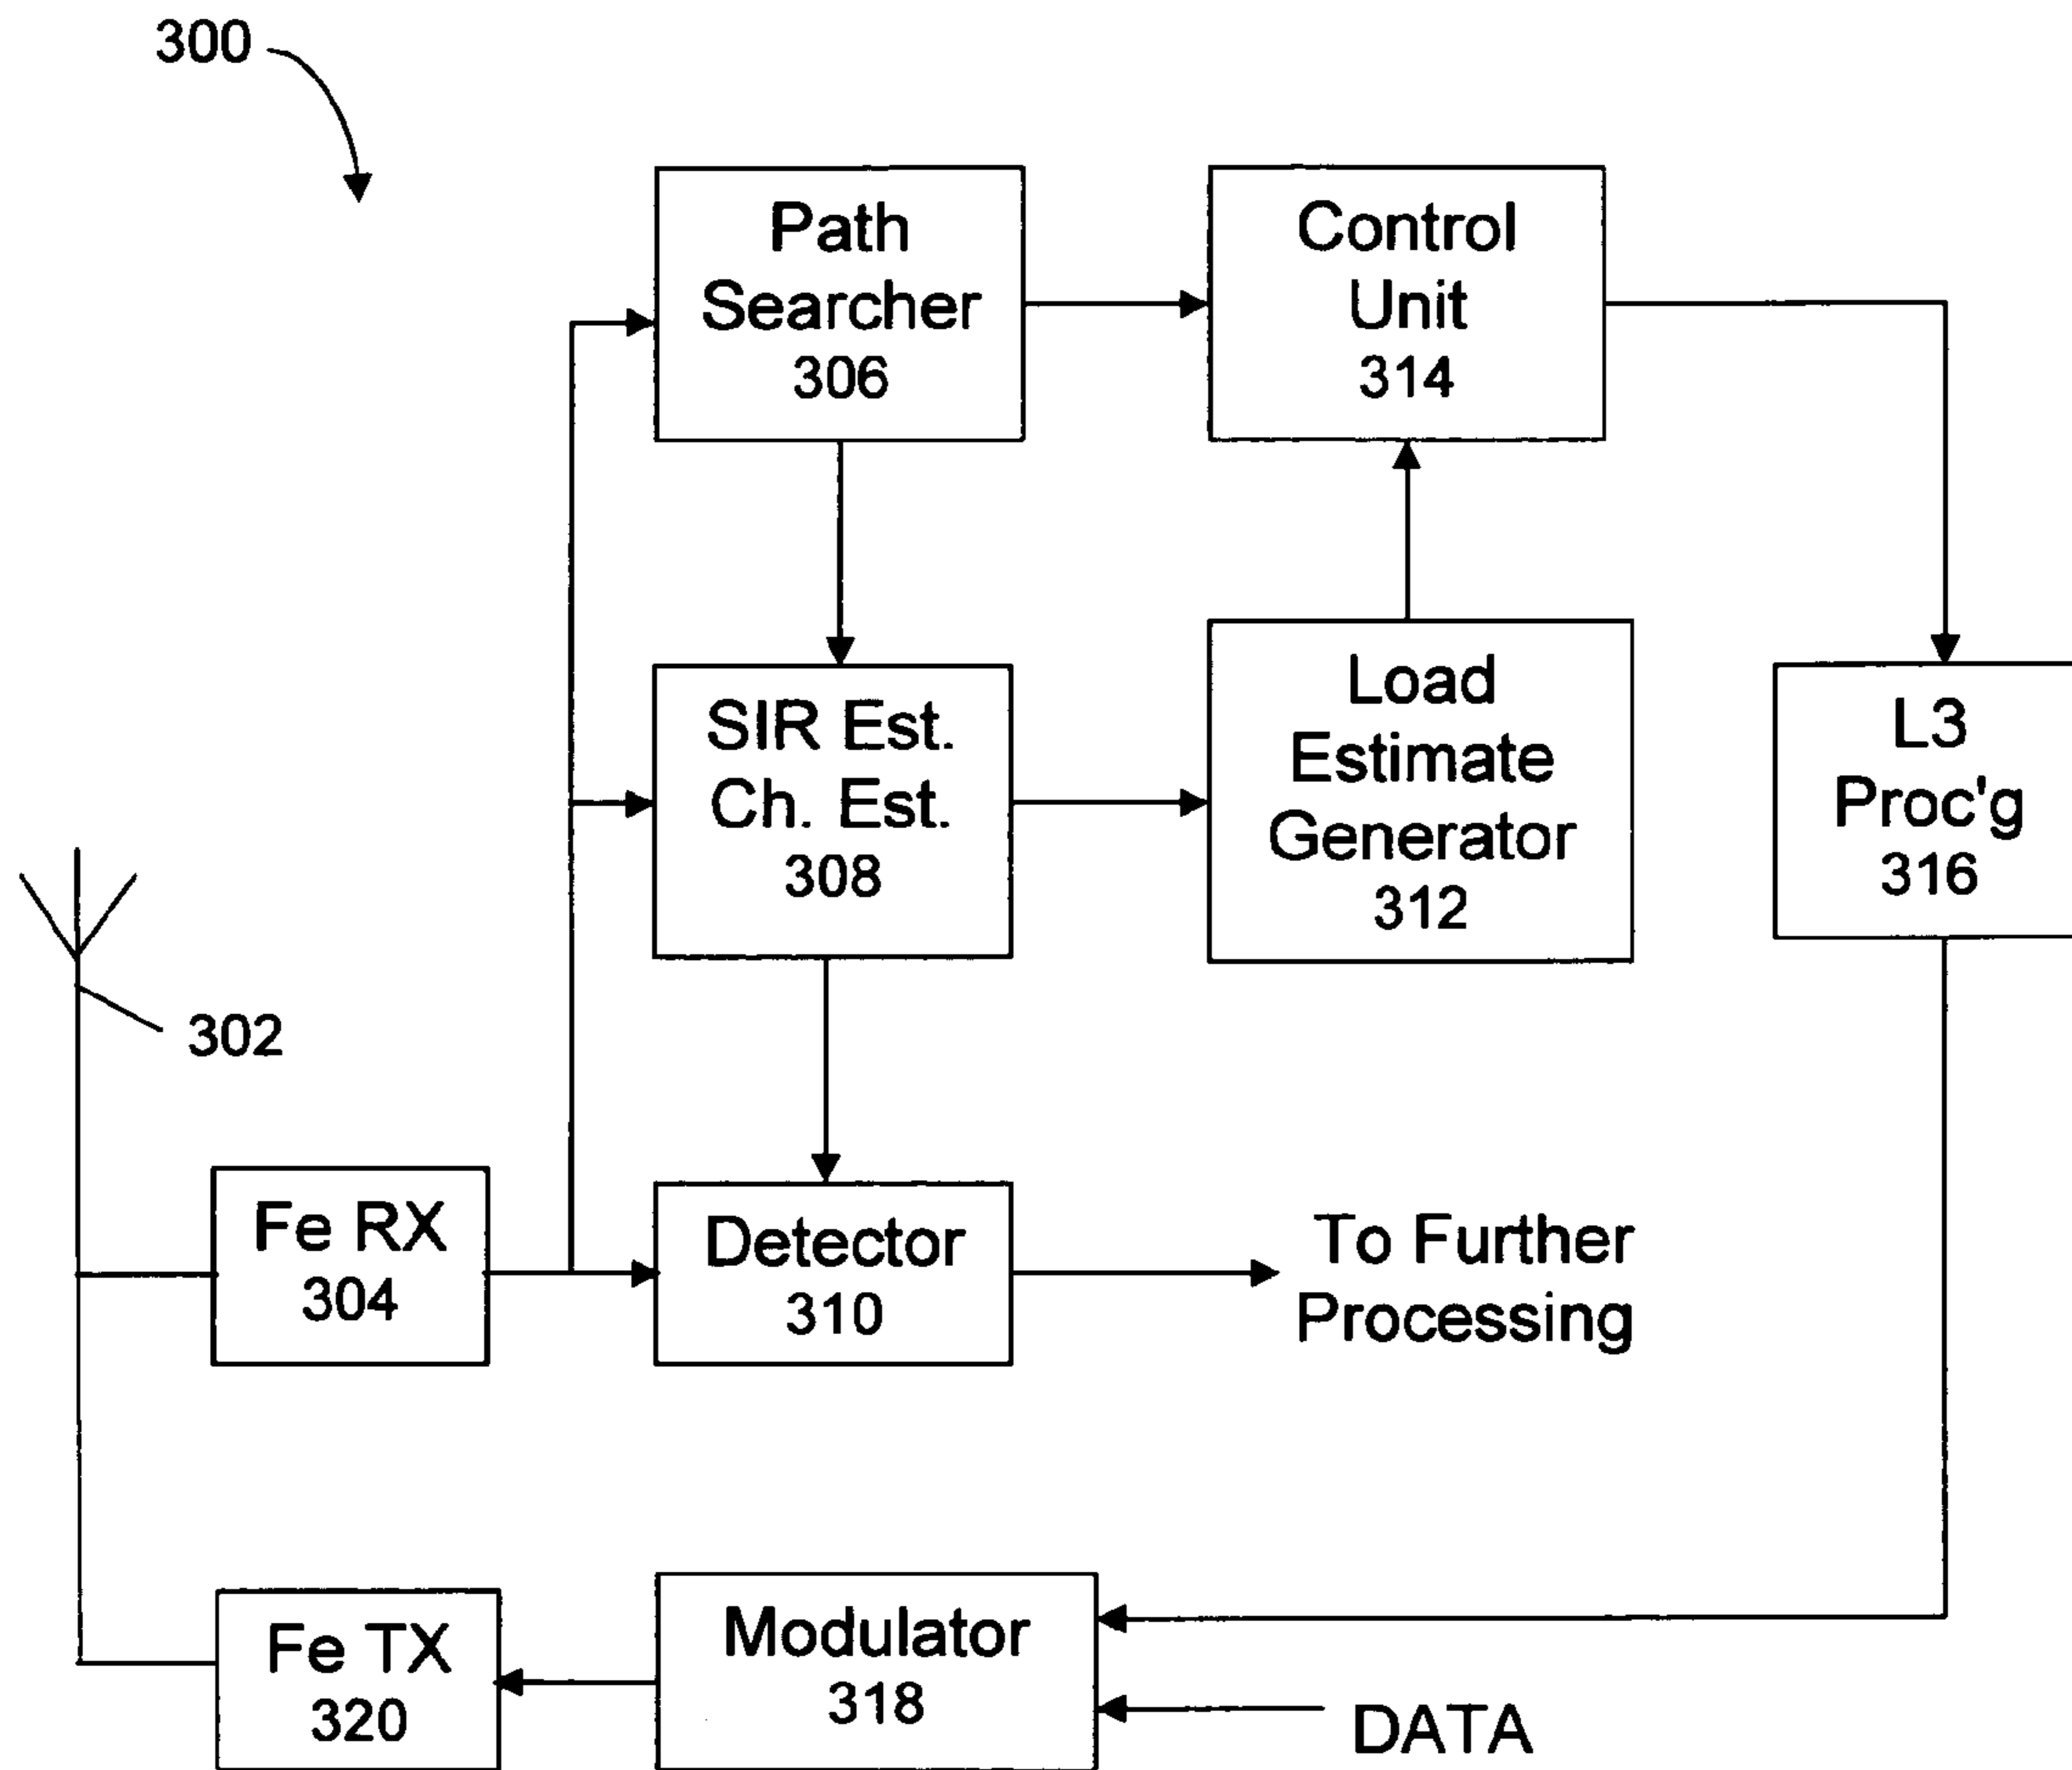 300
Path
Searcher
306
Control
Unit
314
SIR Est.
Ch. Est.
308
Load
Estimate
Generator
312
L3
Proc'g
316
302
Fe RX
304
Detector
310
To Further
Processing
Fe TX
320
Modulator
318
DATA